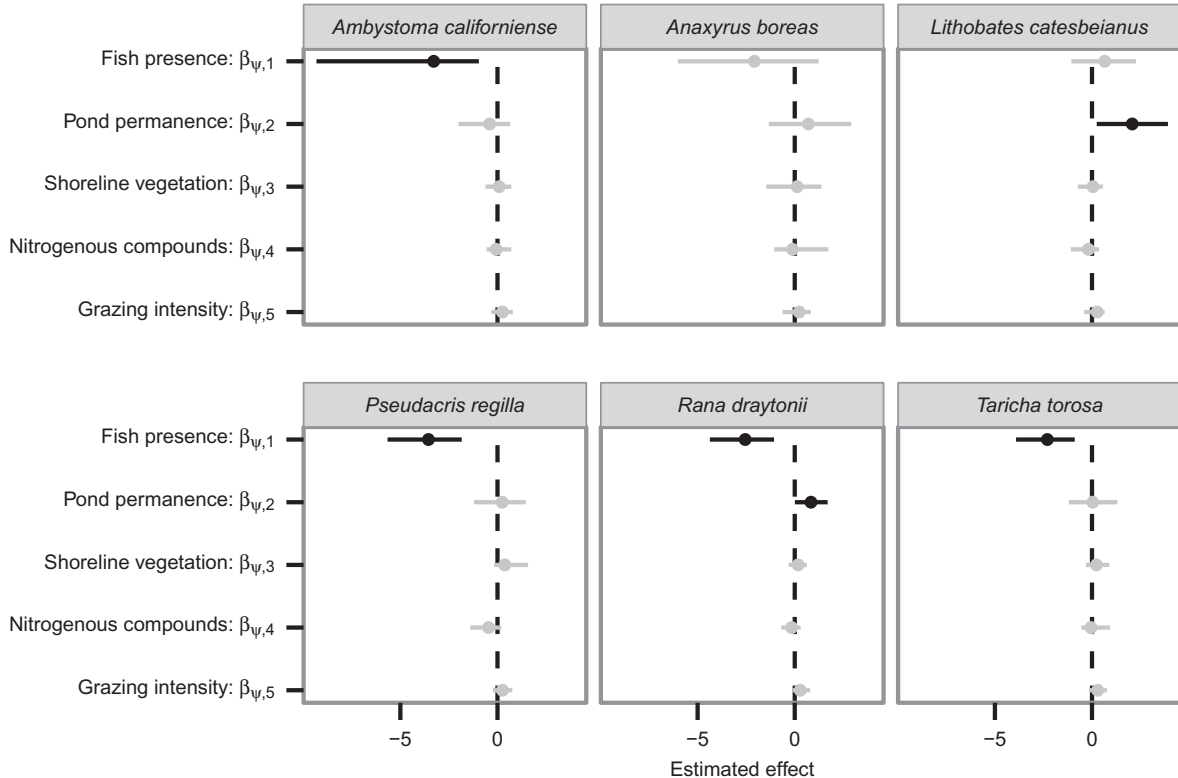 Ambystoma californiense Anaxyrus boreas Lithobates catesbeianus
Fish presence: βψ,1
Pond permanence: βψ,2
Shoreline vegetation: βψ,3
Nitrogenous compounds: βψ,4
Grazing intensity: βψ,5
Pseudacris regilla Rana draytonii Taricha torosa
Fish presence: βψ,1
Pond permanence: βψ,2
Shoreline vegetation: βψ,3
Nitrogenous compounds: βψ,4
Grazing intensity: βψ,5
−5 0 −5 0 −5 0
Estimated effect